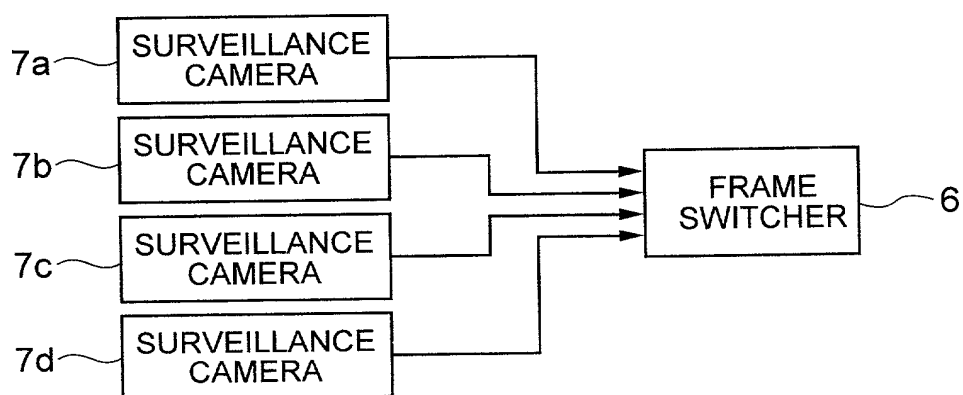 7a
SURVEILLANCE
CAMERA
7b
SURVEILLANCE
CAMERA
7c
SURVEILLANCE
CAMERA
7d
SURVEILLANCE
CAMERA
FRAME
SWITCHER
6